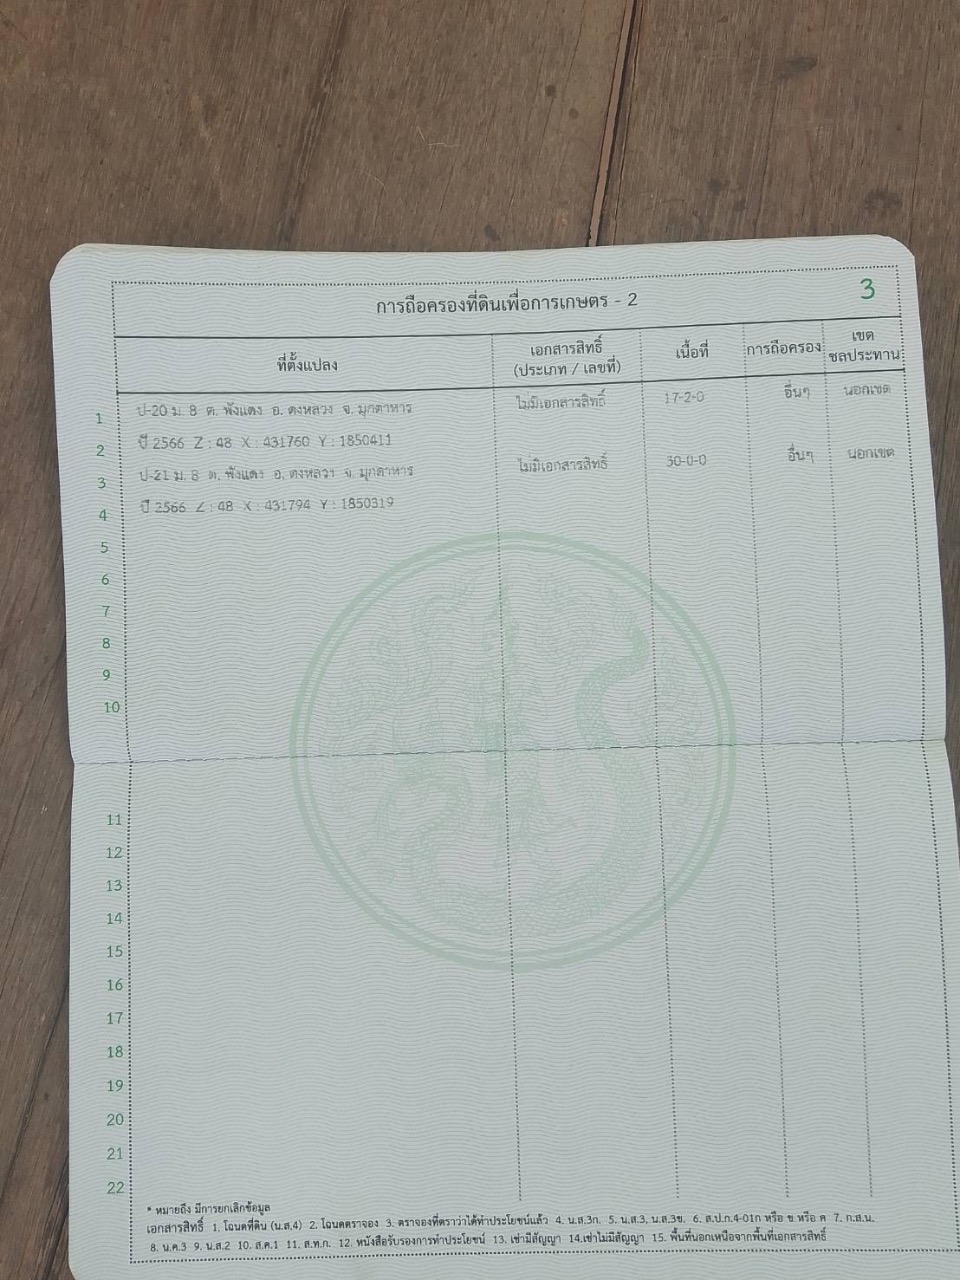 3
การถือครองที่ดินเพื่อการเกษตร - 2
ที่ตั้งแปลง เอกสารสิทธิ์ (ประเภท / เลขที่) เนื้อที่ การถือครอง เขตชลประทาน
1 ป-20 ม. 8 ต. พังแดง อ. ดงหลวง จ. มุกดาหาร ไม่มีเอกสารสิทธิ์ 17-2-0 อื่นๆ นอกเขต
2 ปี 2566 Z : 48 X : 431760 Y : 1850411
3 ป-21 ม. 8 ต. พังแดง อ. ดงหลวง จ. มุกดาหาร ไม่มีเอกสารสิทธิ์ 30-0-0 อื่นๆ นอกเขต
4 ปี 2566 Z : 48 X : 431794 Y : 1850319
5
6
7
8
9
10
11
12
13
14
15
16
17
18
19
20
21
22
* หมายถึง มีการยกเลิกข้อมูล
เอกสารสิทธิ์ 1. โฉนดที่ดิน (น.ส.4) 2. โฉนดตราจอง 3. ตราจองที่ตราว่าได้ทำประโยชน์แล้ว 4. น.ส.3ก. 5. น.ส.3, น.ส.3ข. 6. ส.ป.ก.4-01ก หรือ ข หรือ ค 7. ก.ส.น.
8. น.ค.3 9. น.ส.2 10. ส.ค.1 11. ส.ท.ก. 12. หนังสือรับรองการทำประโยชน์ 13. เช่ามีสัญญา 14.เช่าไม่มีสัญญา 15. พื้นที่นอกเหนือจากพื้นที่เอกสารสิทธิ์